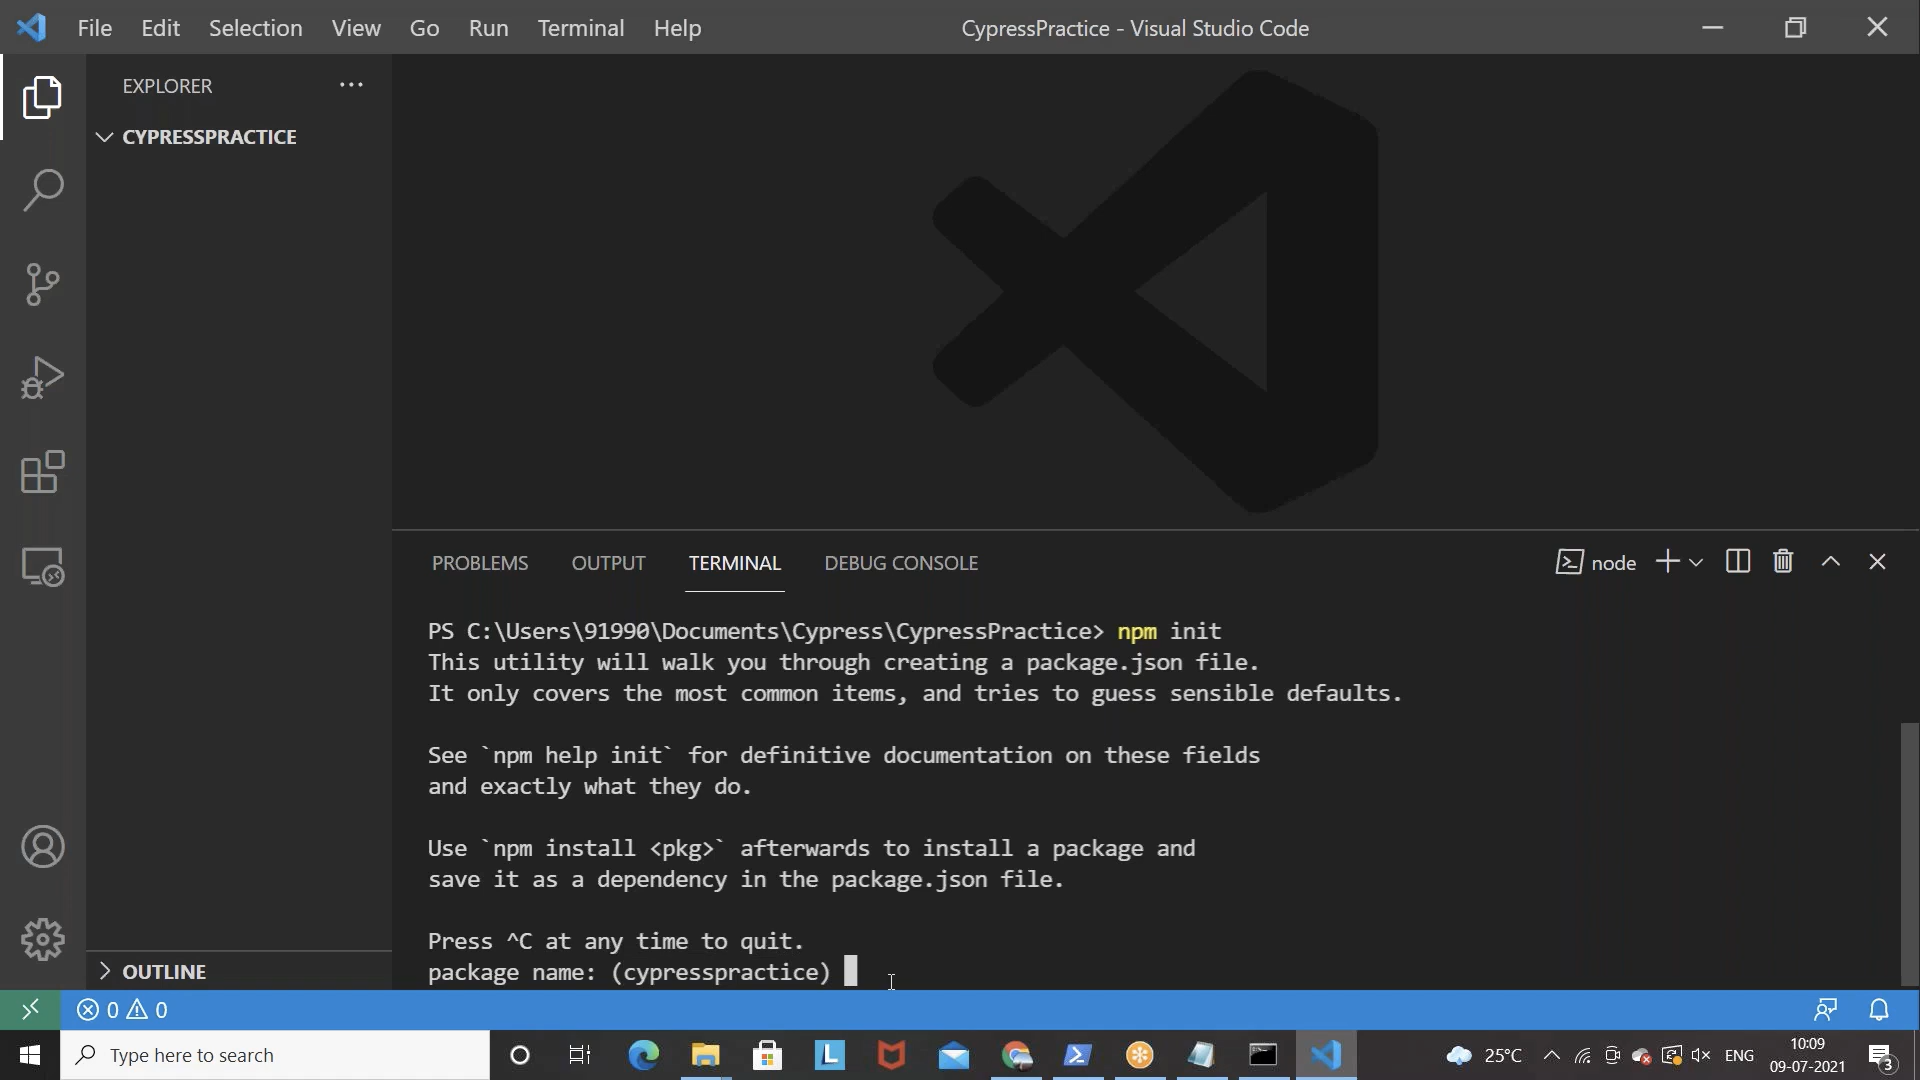 File Edit Selection View Go Run Terminal Help
CypressPractice - Visual Studio Code
EXPLORER
CYPRESSPRACTICE
PROBLEMS OUTPUT TERMINAL DEBUG CONSOLE
node
PS C:\Users\91990\Documents\Cypress\CypressPractice> npm init
This utility will walk you through creating a package.json file.
It only covers the most common items, and tries to guess sensible defaults.
See `npm help init` for definitive documentation on these fields
and exactly what they do.
Use `npm install <pkg>` afterwards to install a package and
save it as a dependency in the package.json file.
Press ^C at any time to quit.
package name: (cypresspractice)
OUTLINE
0 0
Type here to search
L
25°C
ENG
10:09
09-07-2021
3